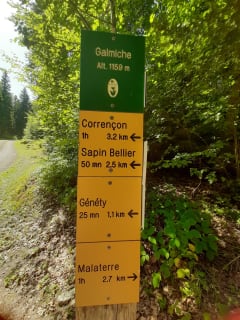 Galmiche
Alt. 1159 m
Corrençon
1h 3,2 km
Sapin Bellier
50 mn 2,5 km
Généty
25 mn 1,1 km
Malaterre
1h 2,7 km